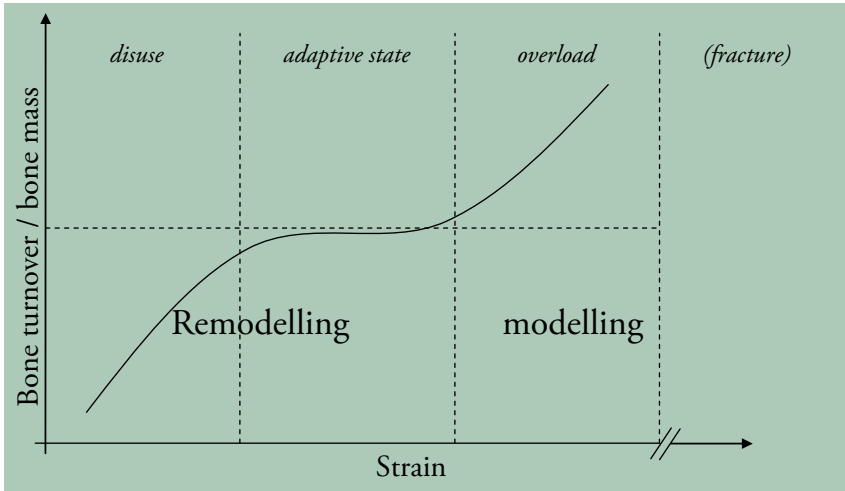 disuse
adaptive state
overload
(fracture)
Bone turnover / bone mass
Remodelling
modelling
Strain